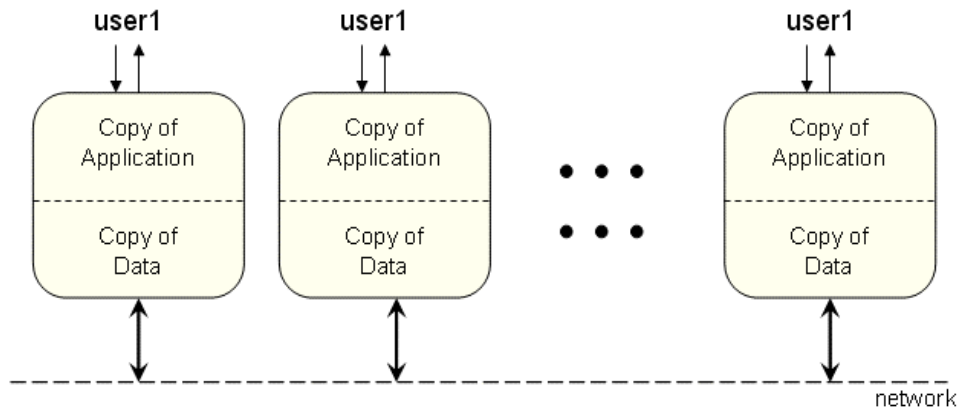 user1
user1
user1
Copy of
Application
Copy of
Application
Copy of
Application
Copy of
Data
Copy of
Data
Copy of
Data
network